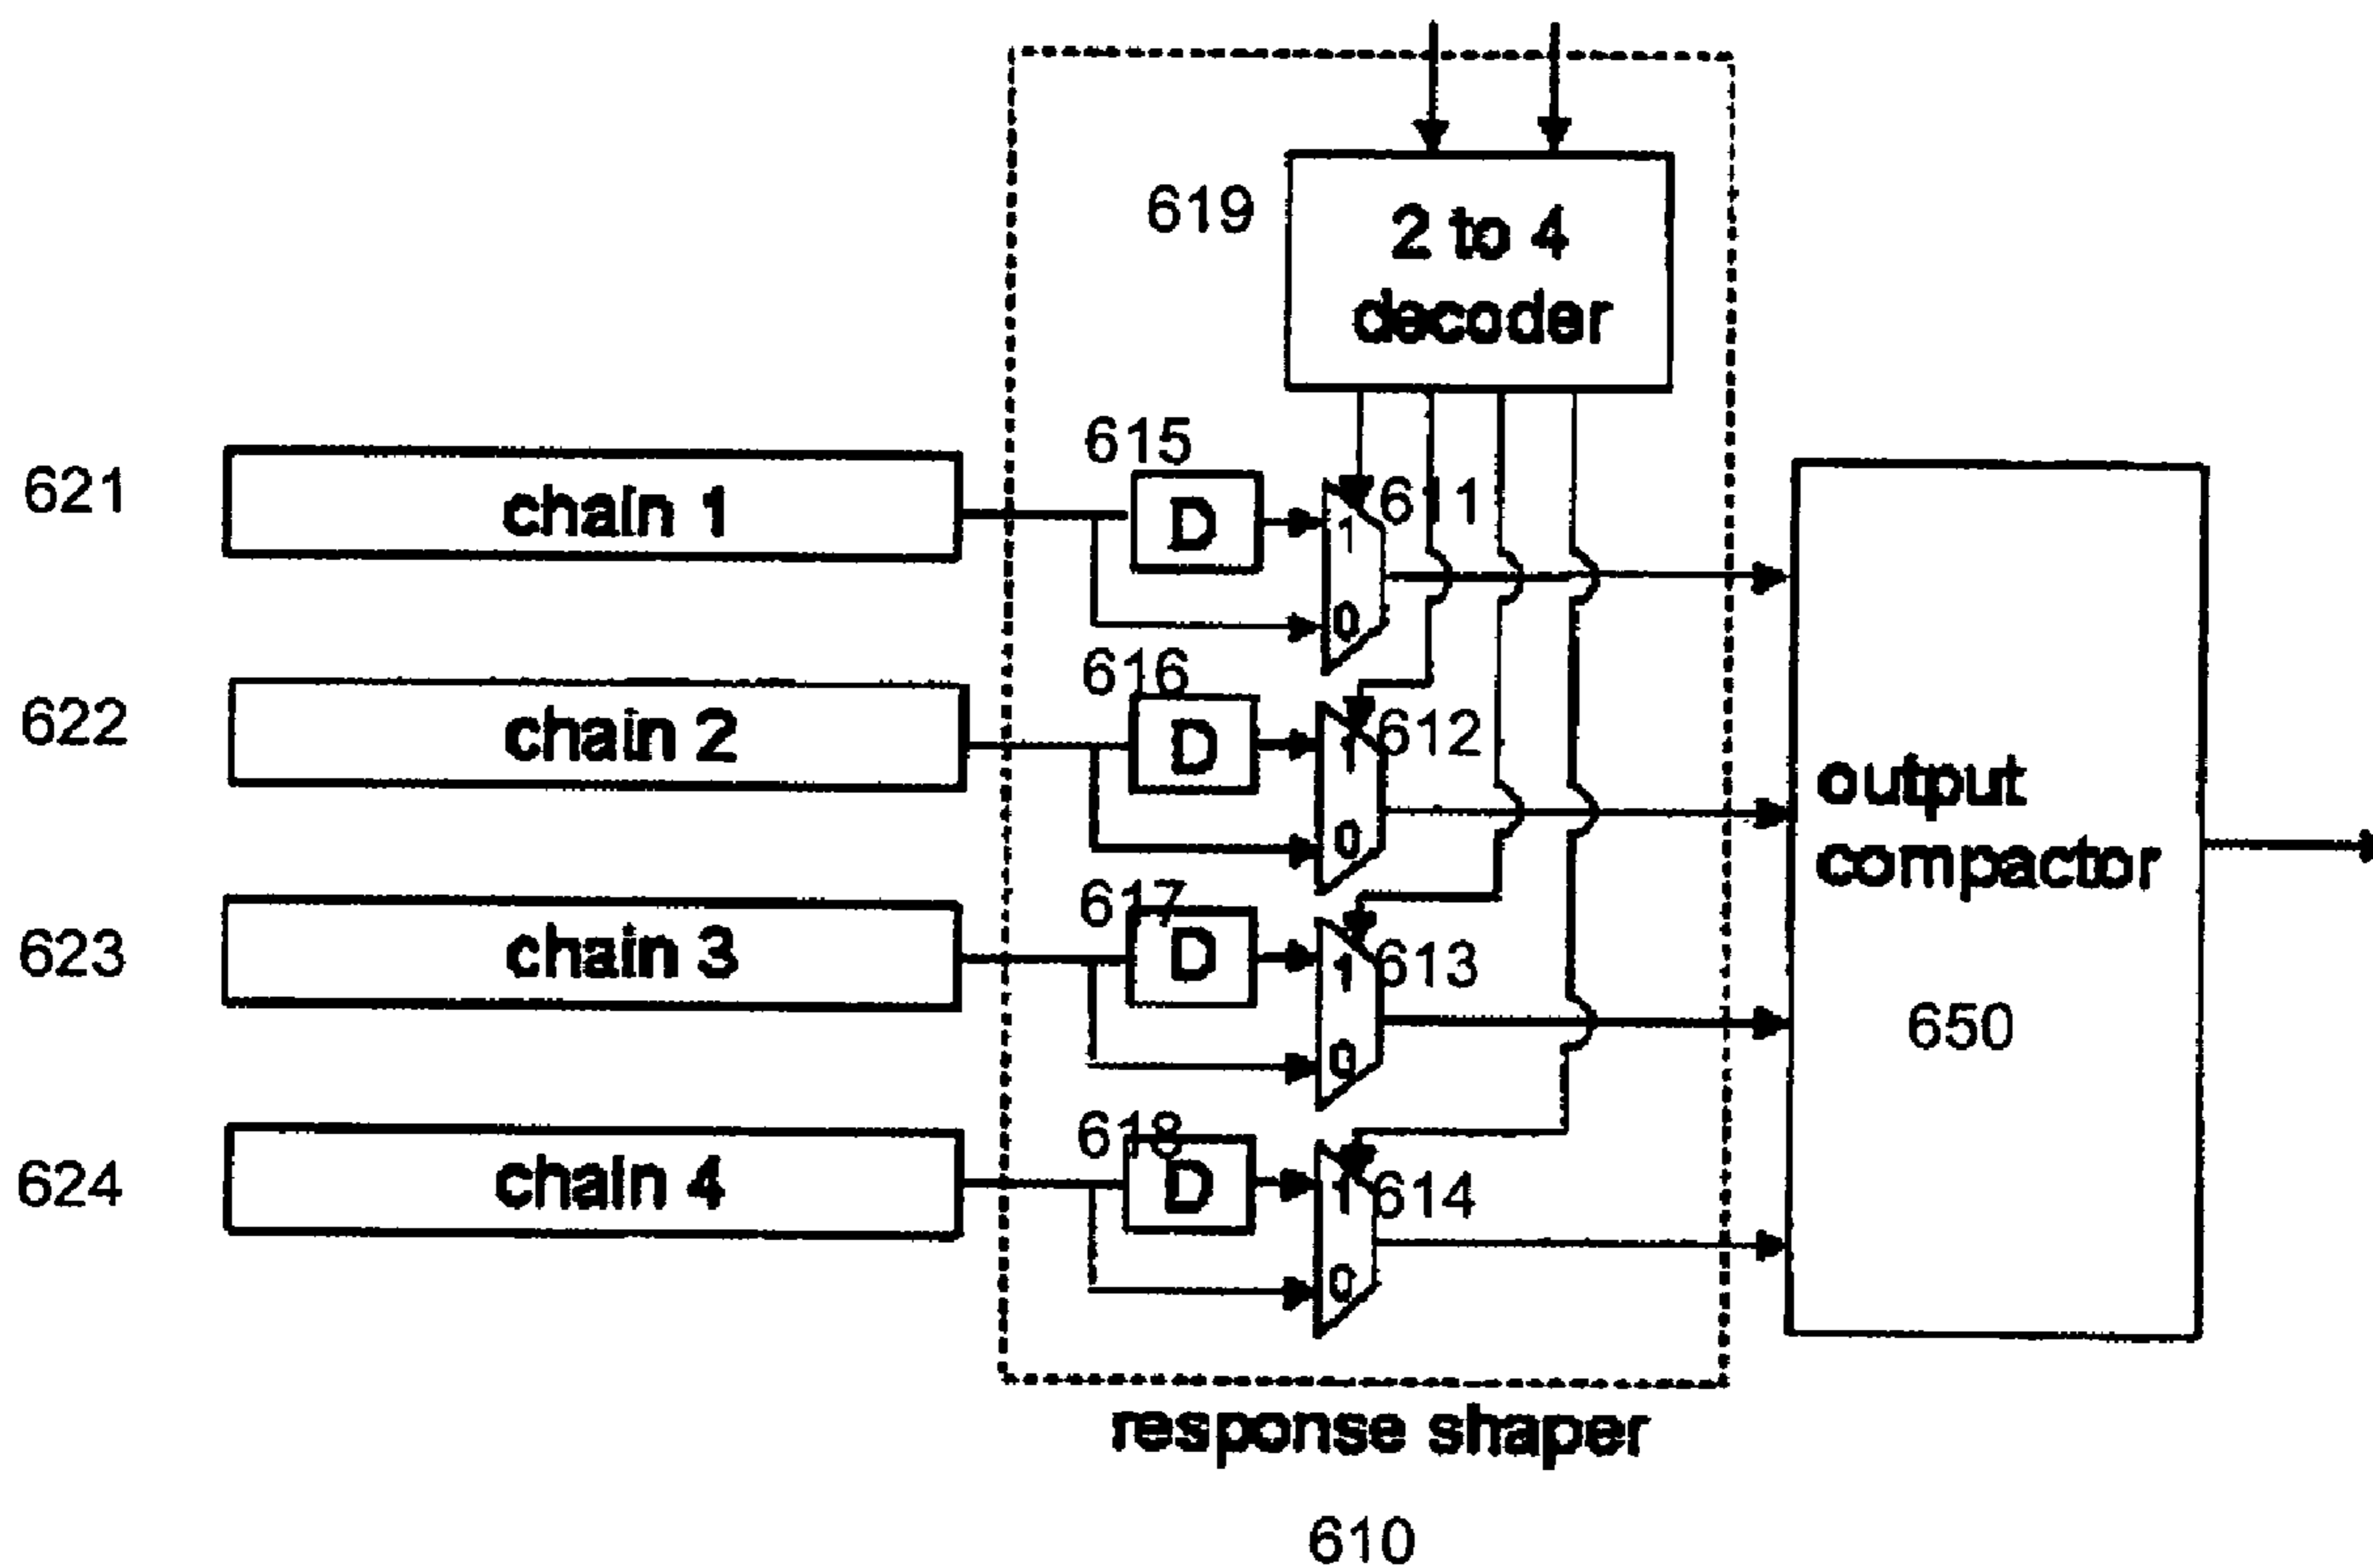 619
2 to 4
decoder
615
621
chain 1
D
1
611
0
616
622
chain 2
D
1
612
0
output
compactor
617
623
chain 3
D
1
613
0
650
618
624
chain 4
D
1
614
0
response shaper
610